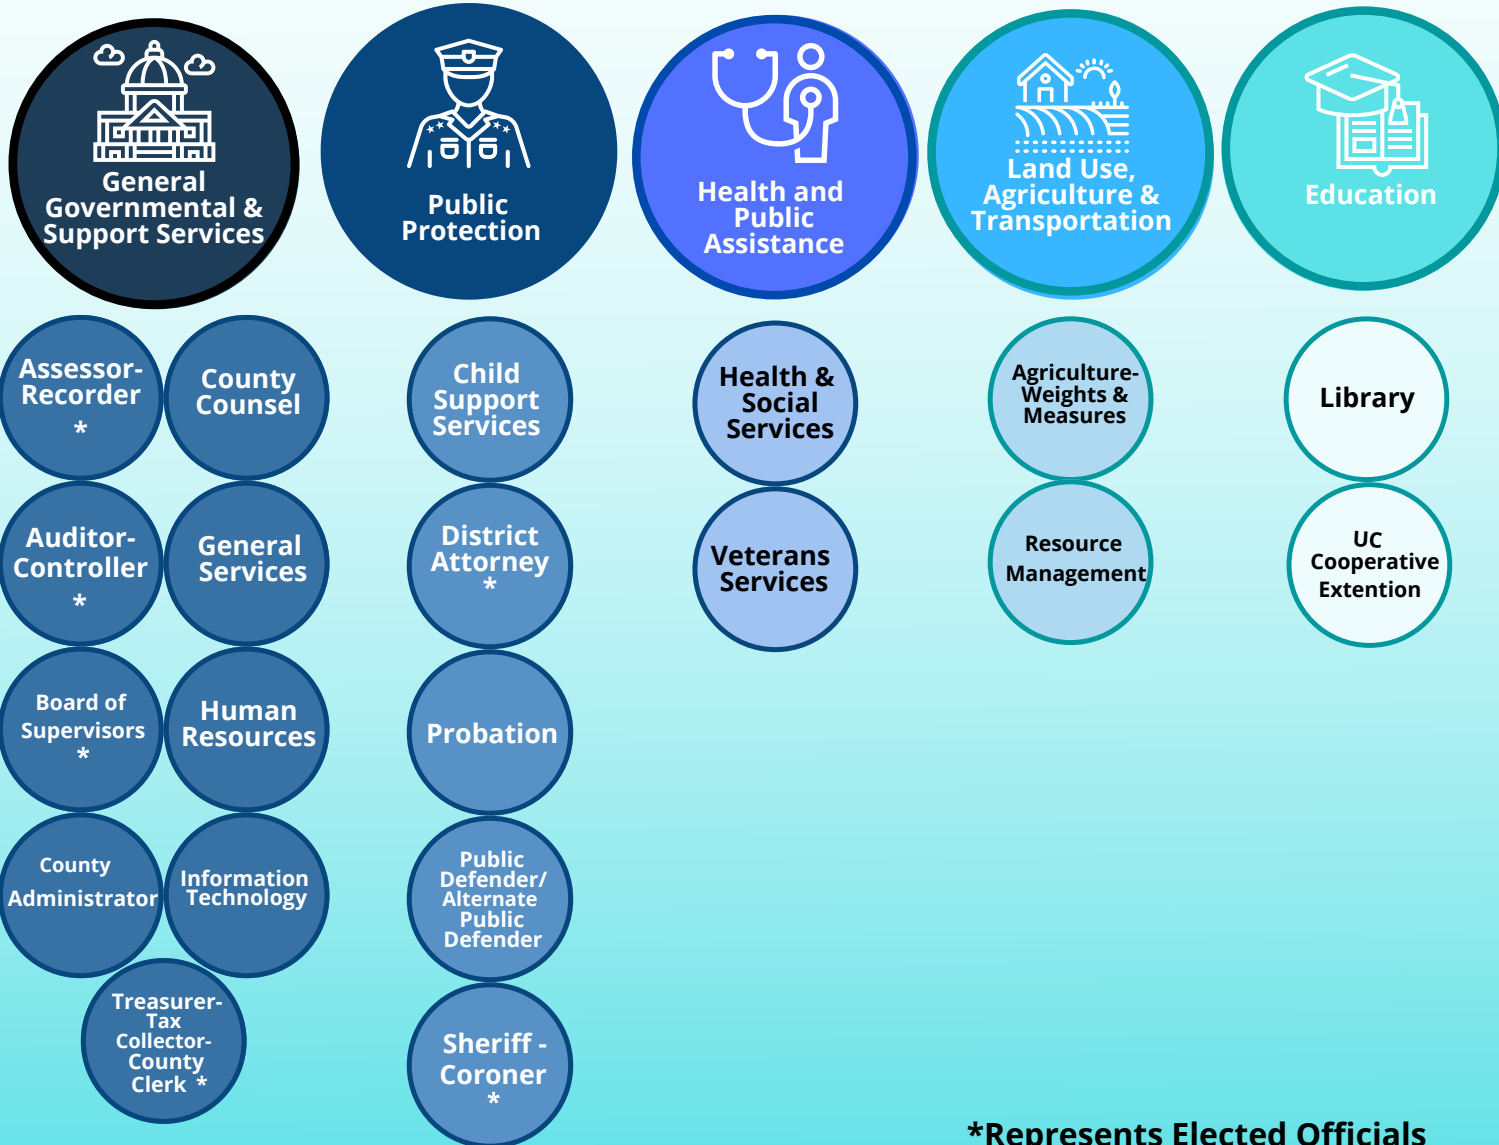 General
Governmental &
Support Services
Public
Protection
Health and
Public
Assistance
Land Use,
Agriculture &
Transportation
Education
Assessor-
Recorder
*
County
Counsel
Auditor-
Controller
*
General
Services
Board of
Supervisors
*
Human
Resources
County
Administrator
Information
Technology
Treasurer-
Tax
Collector-
County
Clerk *
Child
Support
Services
District
Attorney
*
Probation
Public
Defender/
Alternate
Public
Defender
Sheriff -
Coroner
*
Health &
Social
Services
Veterans
Services
Agriculture-
Weights &
Measures
Resource
Management
Library
UC
Cooperative
Extention
*Represents Elected Officials